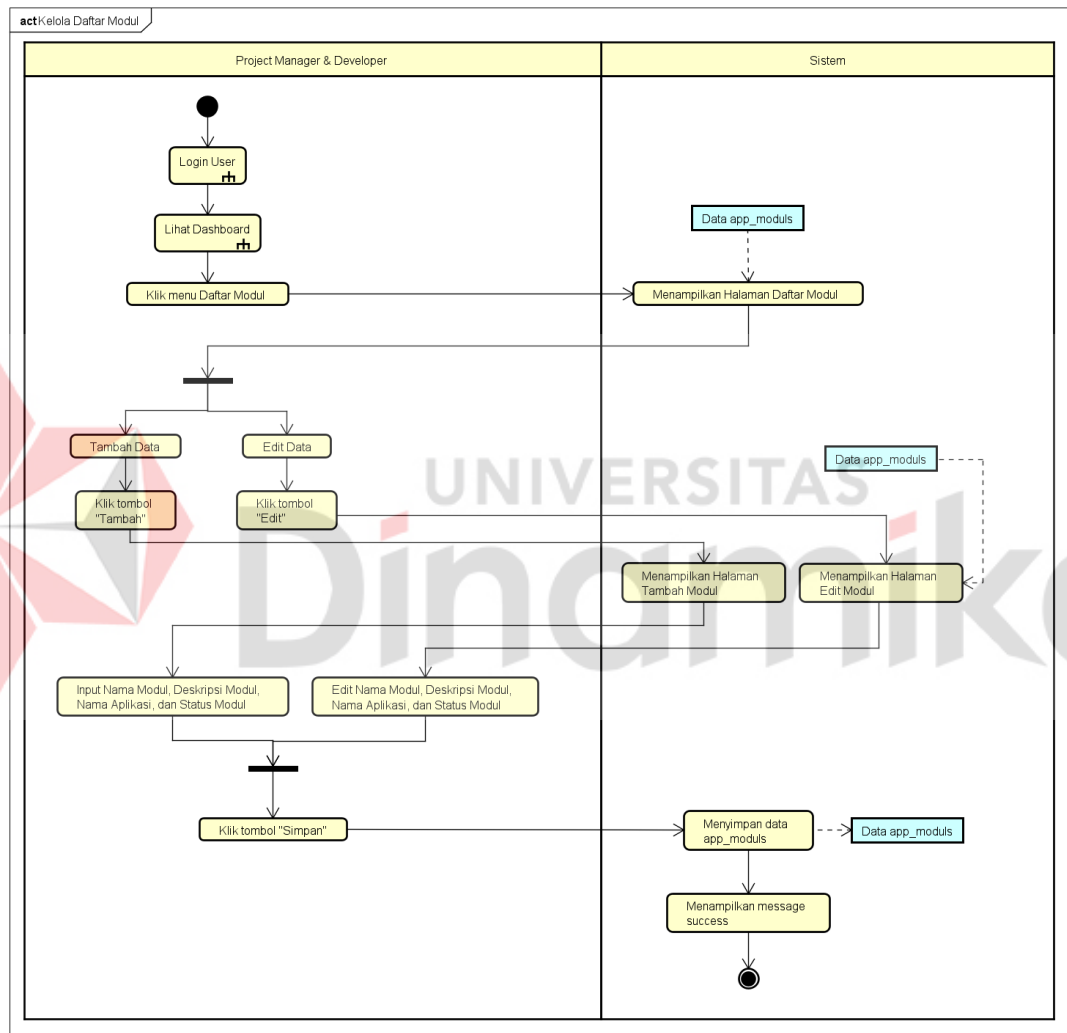 act Kelola Daftar Modul
Project Manager & Developer
Sistem
Login User
Lihat Dashboard
Data app_moduls
Klik menu Daftar Modul
Menampilkan Halaman Daftar Modul
Tambah Data
Edit Data
Data app_moduls
UNIVERSITAS
Klik tombol
"Tambah"
Klik tombol
"Edit"
Dinamika
Menampilkan Halaman
Tambah Modul
Menampilkan Halaman
Edit Modul
Input Nama Modul, Deskripsi Modul,
Nama Aplikasi, dan Status Modul
Edit Nama Modul, Deskripsi Modul,
Nama Aplikasi, dan Status Modul
Klik tombol "Simpan"
Menyimpan data
app_moduls
Data app_moduls
Menampilkan message
success